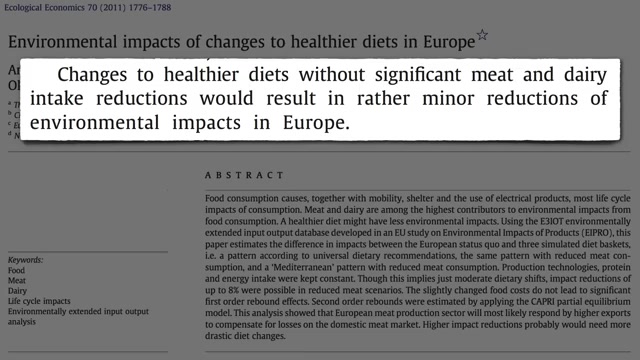 Ecological Economics 70 (2011) 1776–1788
Environmental impacts of changes to healthier diets in Europe☆
Changes to healthier diets without significant meat and dairy
intake reductions would result in rather minor reductions of
environmental impacts in Europe.
ABSTRACT
Food consumption causes, together with mobility, shelter and the use of electrical products, most life cycle
impacts of consumption. Meat and dairy are among the highest contributors to environmental impacts from
food consumption. A healthier diet might have less environmental impacts. Using the E3IOT environmentally
extended input output database developed in an EU study on Environmental Impacts of Products (EIPRO), this
paper estimates the difference in impacts between the European status quo and three simulated diet baskets,
i.e. a pattern according to universal dietary recommendations, the same pattern with reduced meat con-
sumption, and a 'Mediterranean' pattern with reduced meat consumption. Production technologies, protein
and energy intake were kept constant. Though this implies just moderate dietary shifts, impact reductions of
up to 8% were possible in reduced meat scenarios. The slightly changed food costs do not lead to significant
first order rebound effects. Second order rebounds were estimated by applying the CAPRI partial equilibrium
model. This analysis showed that European meat production sector will most likely respond by higher exports
to compensate for losses on the domestic meat market. Higher impact reductions probably would need more
drastic diet changes.
Keywords:
Food
Meat
Dairy
Life cycle impacts
Environmentally extended input output
analysis